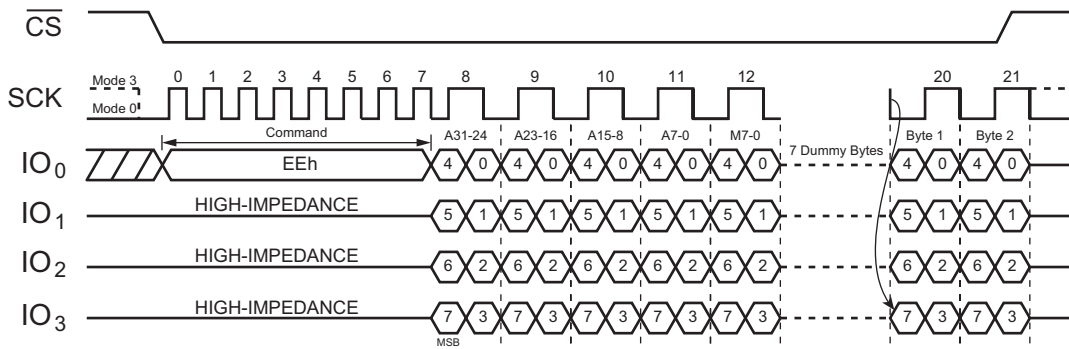 CS
Mode 3 0 1 2 3 4 5 6 7 8 9 10 11 12 20 21
SCK
Mode 0
Command A31-24 A23-16 A15-8 A7-0 M7-0 Byte 1 Byte 2
IO0 EEh 4 0 4 0 4 0 4 0 4 0 7 Dummy Bytes 4 0 4 0
HIGH-IMPEDANCE
IO1 5 1 5 1 5 1 5 1 5 1 5 1 5 1
HIGH-IMPEDANCE
IO2 6 2 6 2 6 2 6 2 6 2 6 2 6 2
HIGH-IMPEDANCE
IO3 7 3 7 3 7 3 7 3 7 3 7 3 7 3
MSB